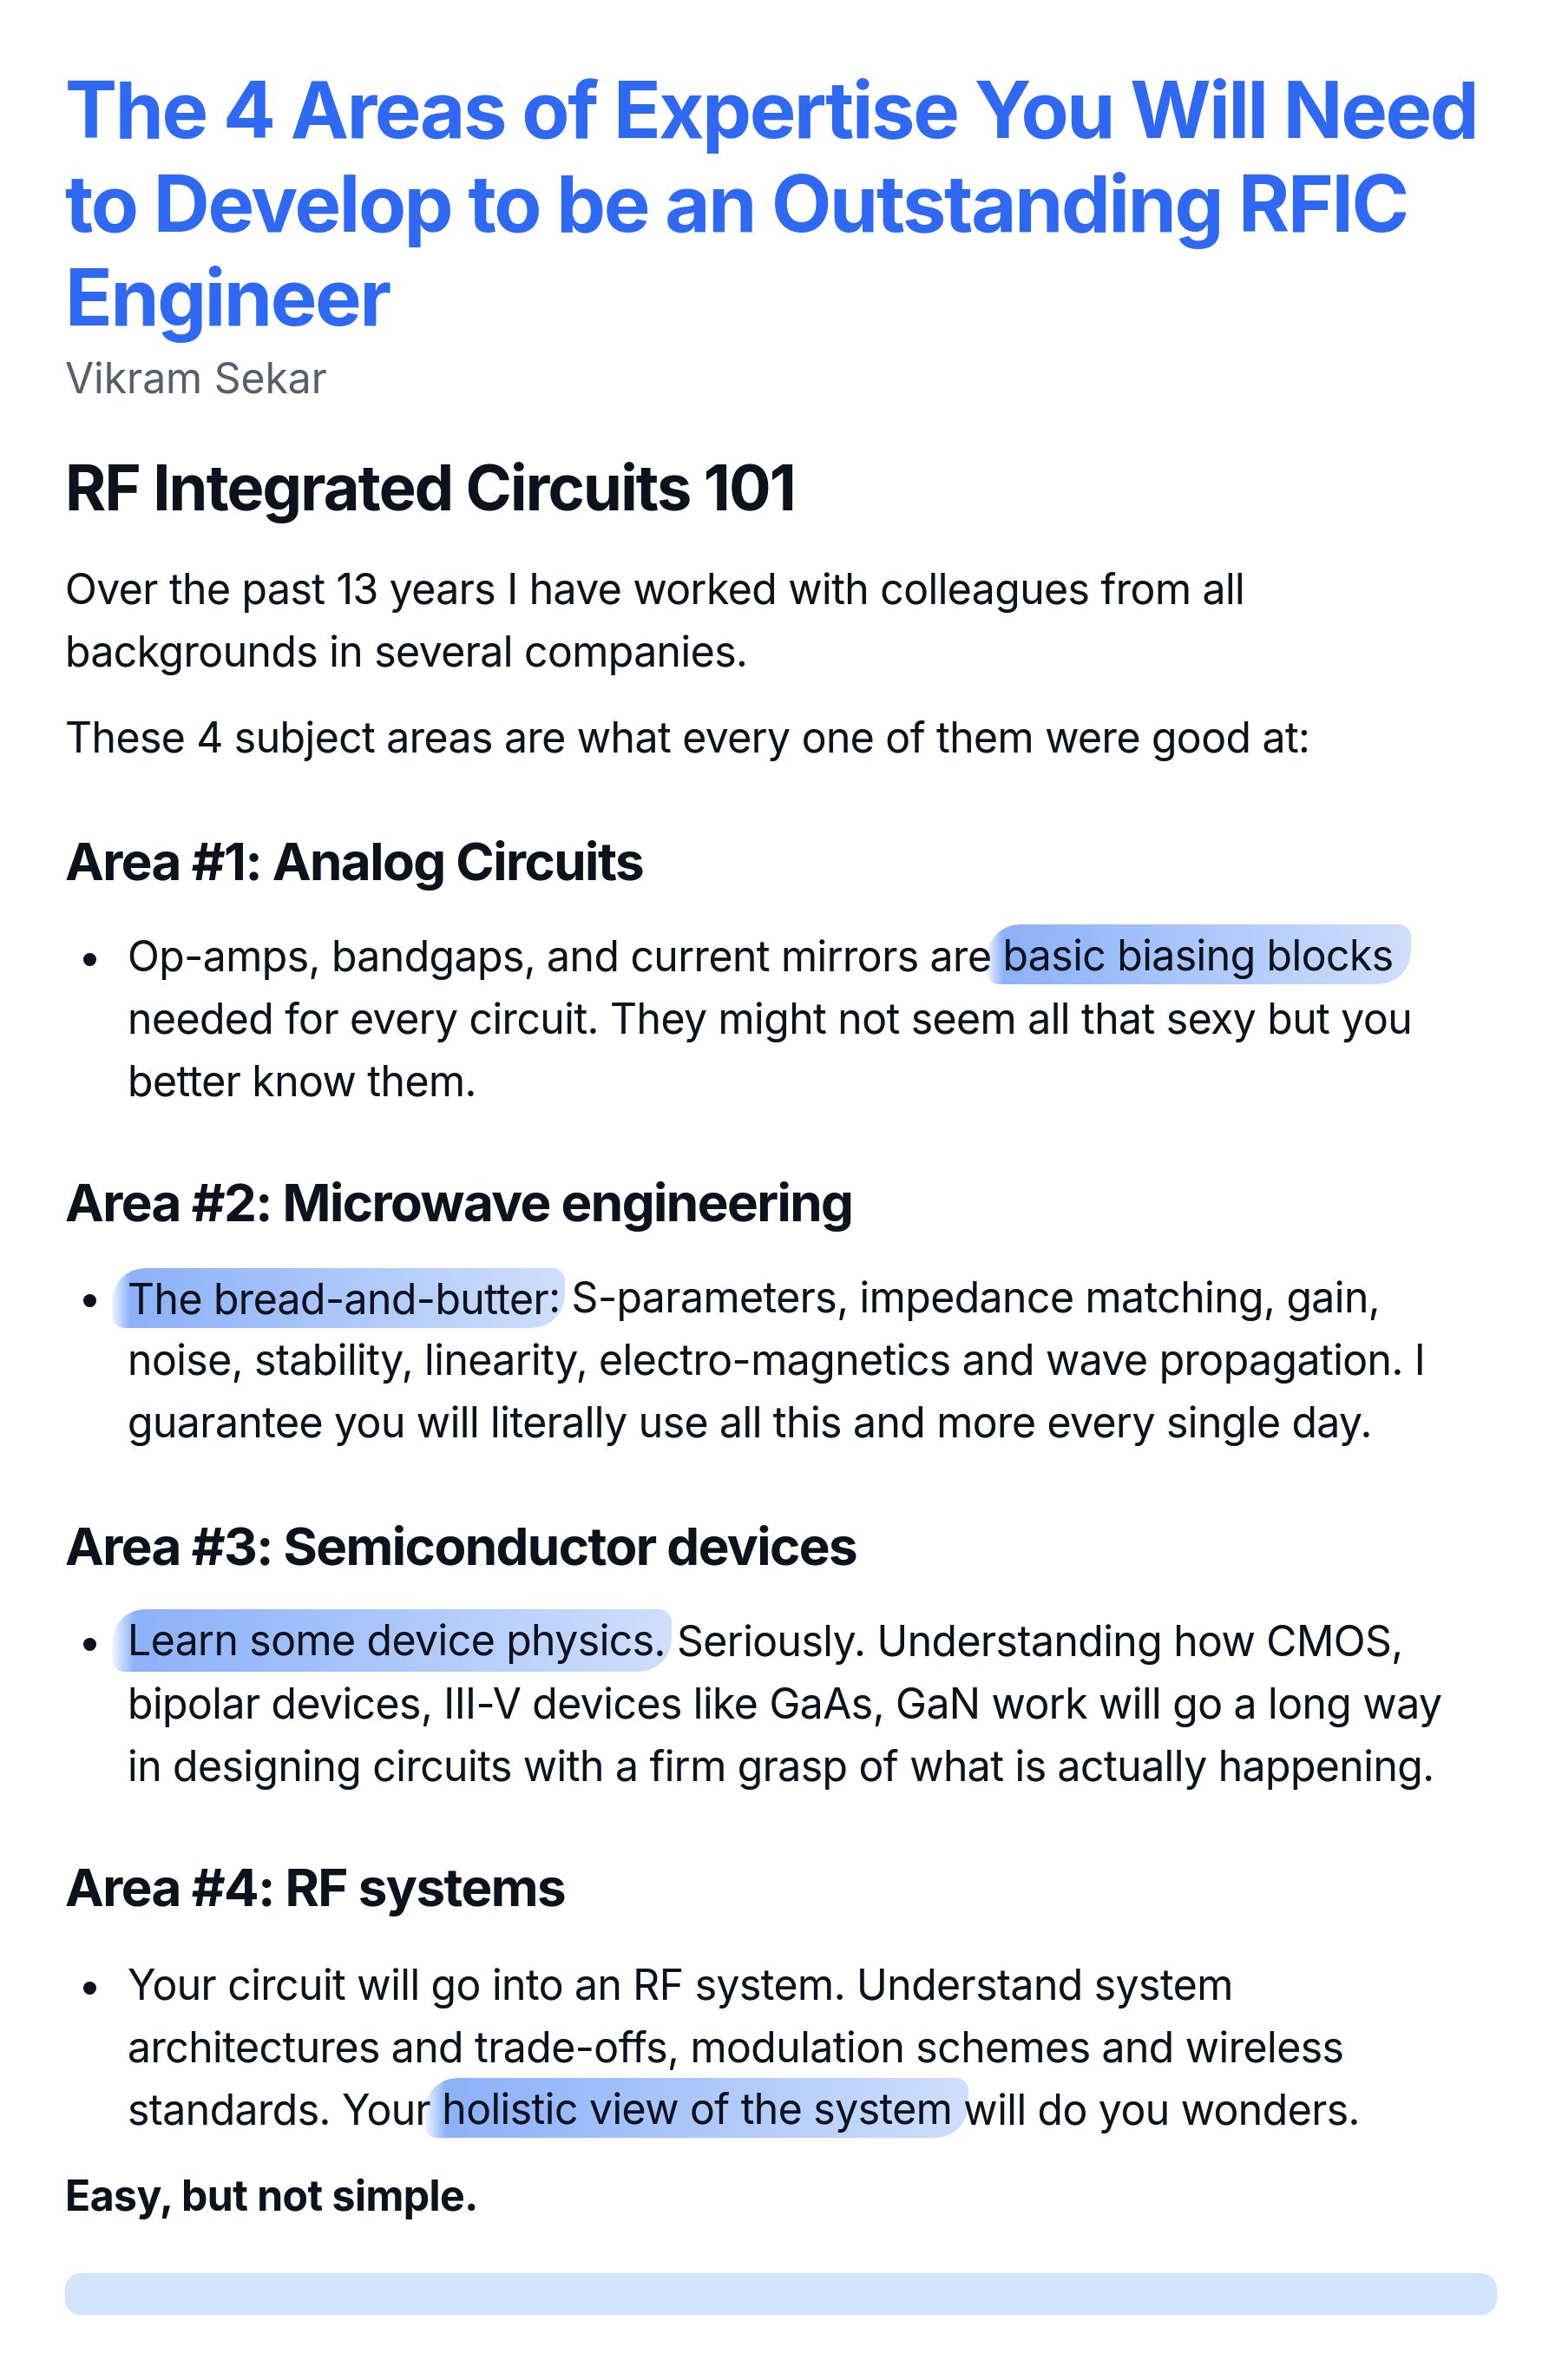 The 4 Areas of Expertise You Will Need
to Develop to be an Outstanding RFIC
Engineer
Vikram Sekar
RF Integrated Circuits 101
Over the past 13 years I have worked with colleagues from all
backgrounds in several companies.
These 4 subject areas are what every one of them were good at:
Area #1: Analog Circuits
• Op-amps, bandgaps, and current mirrors are basic biasing blocks
needed for every circuit. They might not seem all that sexy but you
better know them.
Area #2: Microwave engineering
• The bread-and-butter: S-parameters, impedance matching, gain,
noise, stability, linearity, electro-magnetics and wave propagation. I
guarantee you will literally use all this and more every single day.
Area #3: Semiconductor devices
• Learn some device physics. Seriously. Understanding how CMOS,
bipolar devices, III-V devices like GaAs, GaN work will go a long way
in designing circuits with a firm grasp of what is actually happening.
Area #4: RF systems
• Your circuit will go into an RF system. Understand system
architectures and trade-offs, modulation schemes and wireless
standards. Your holistic view of the system will do you wonders.
Easy, but not simple.